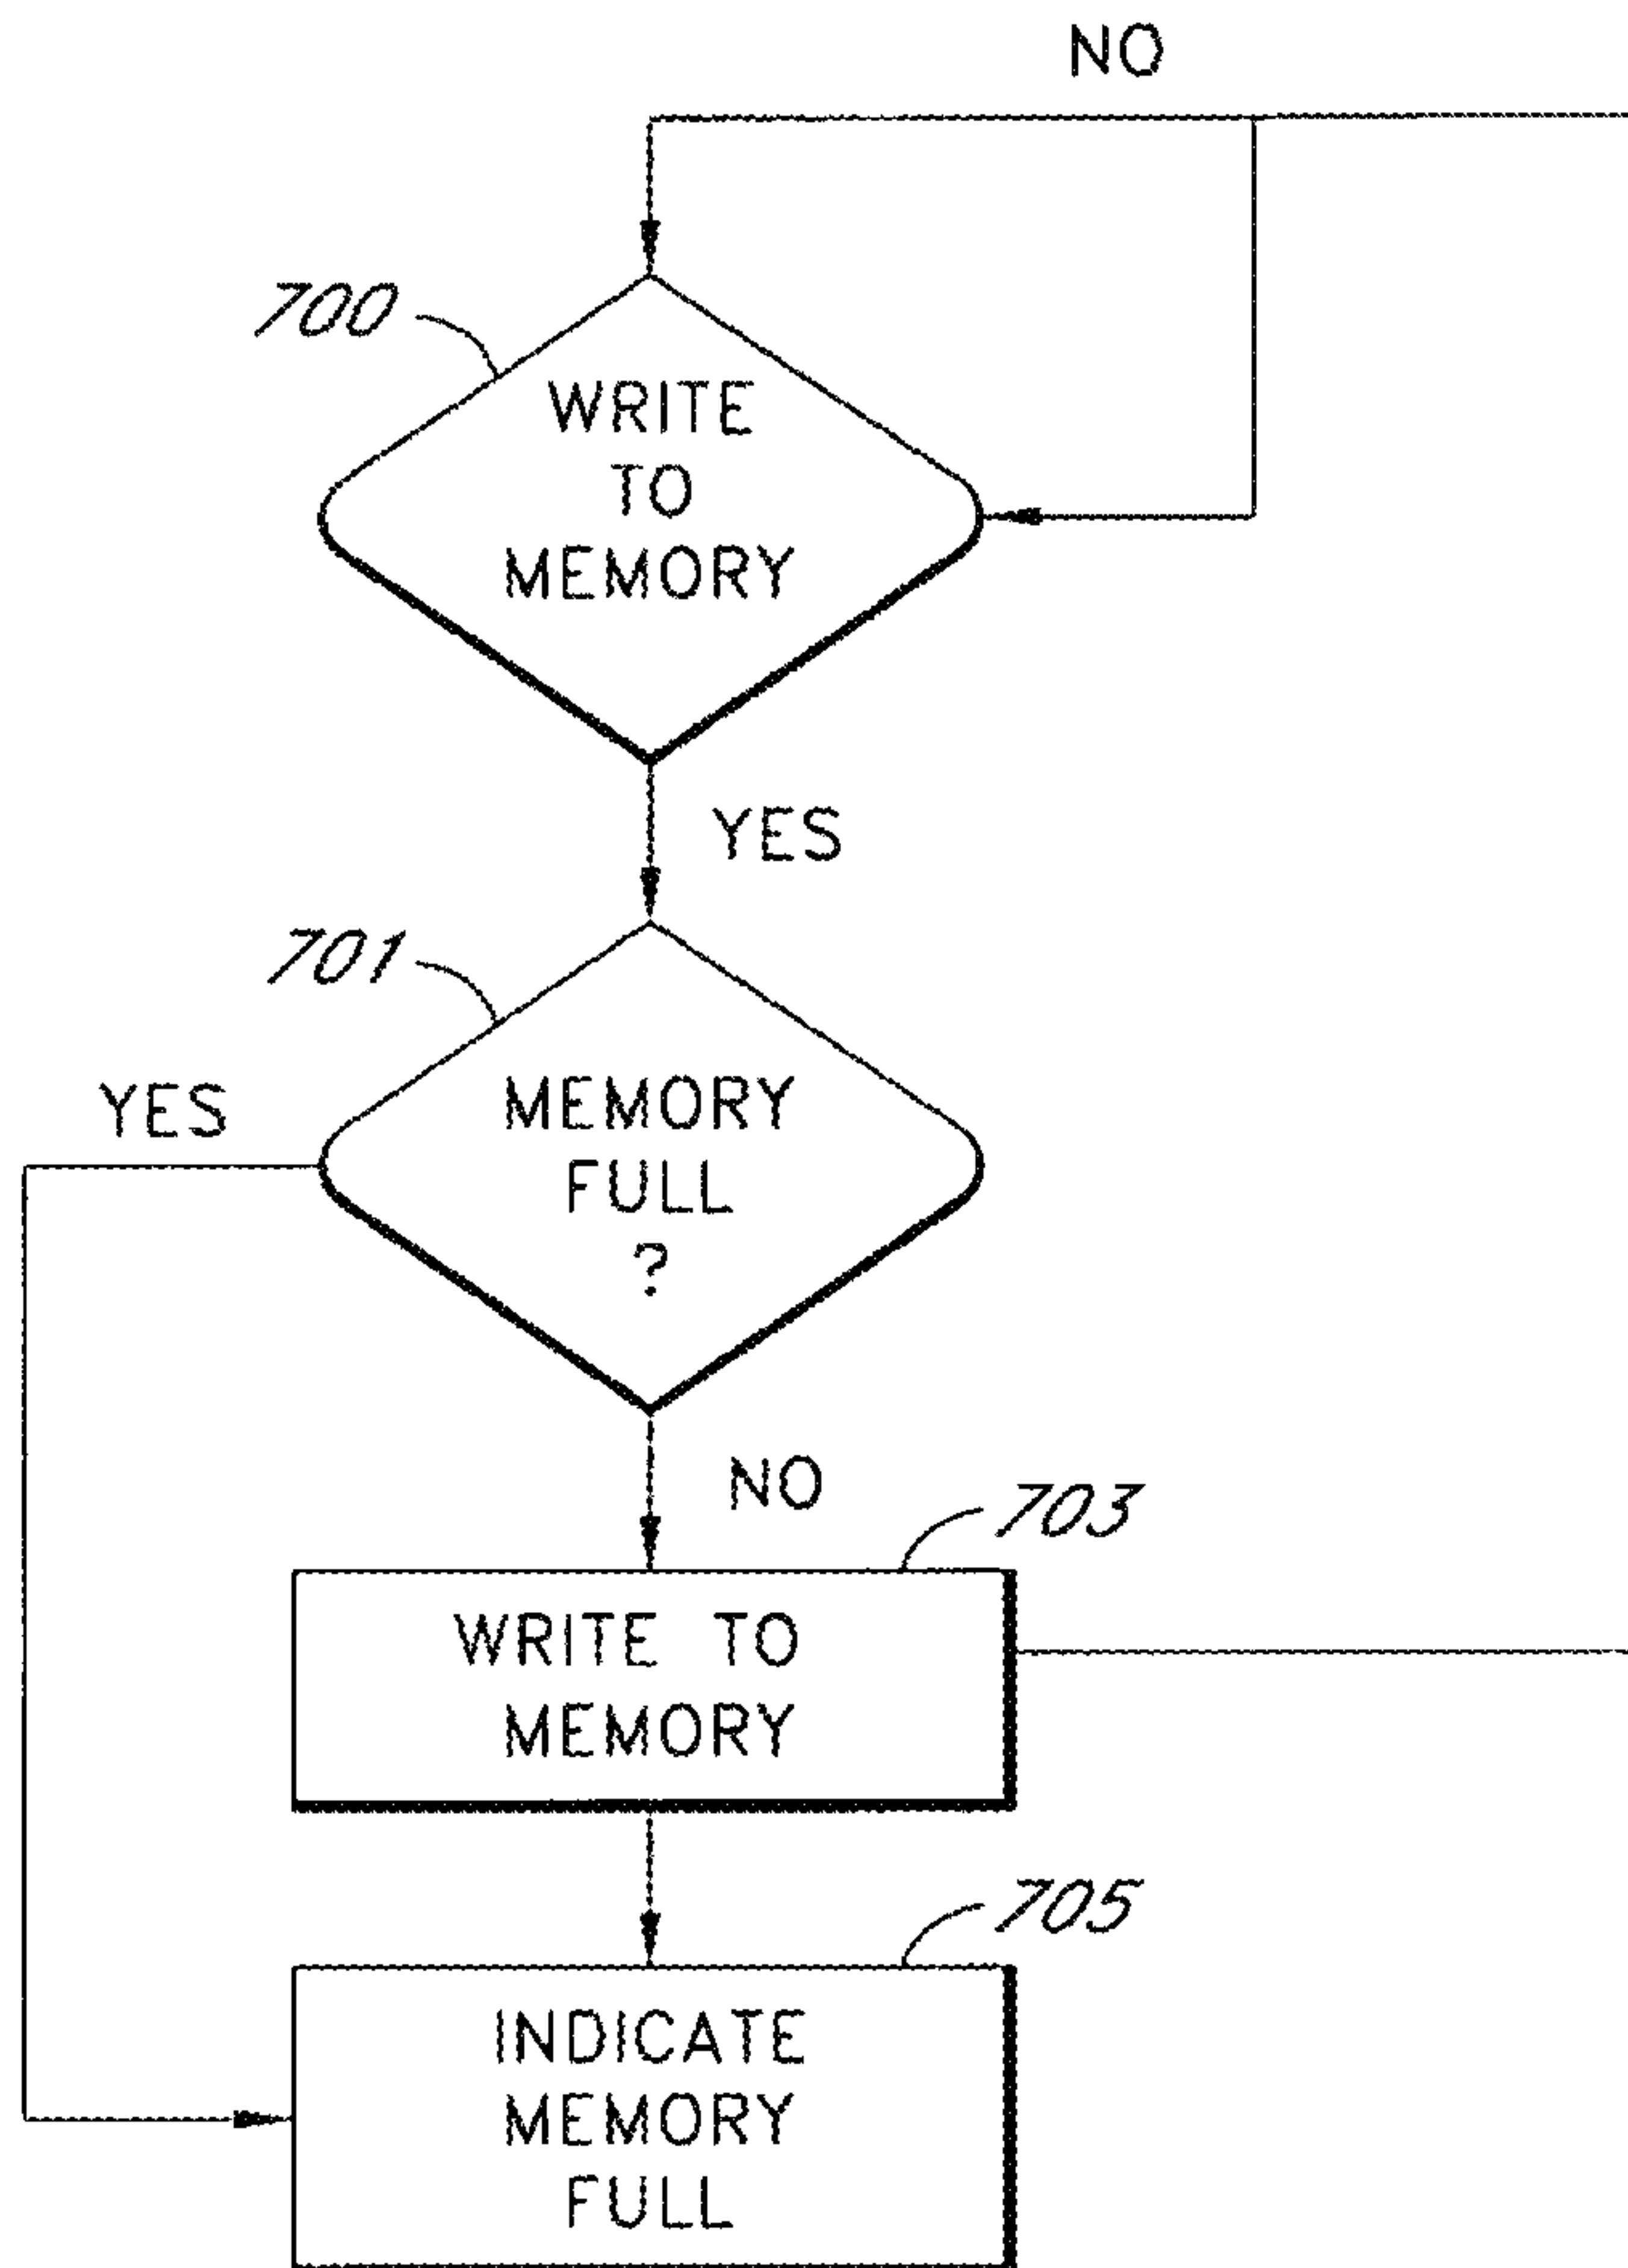 NO
700
WRITE
TO
MEMORY
YES
701
MEMORY
FULL
?
YES
NO
703
WRITE TO
MEMORY
705
INDICATE
MEMORY
FULL